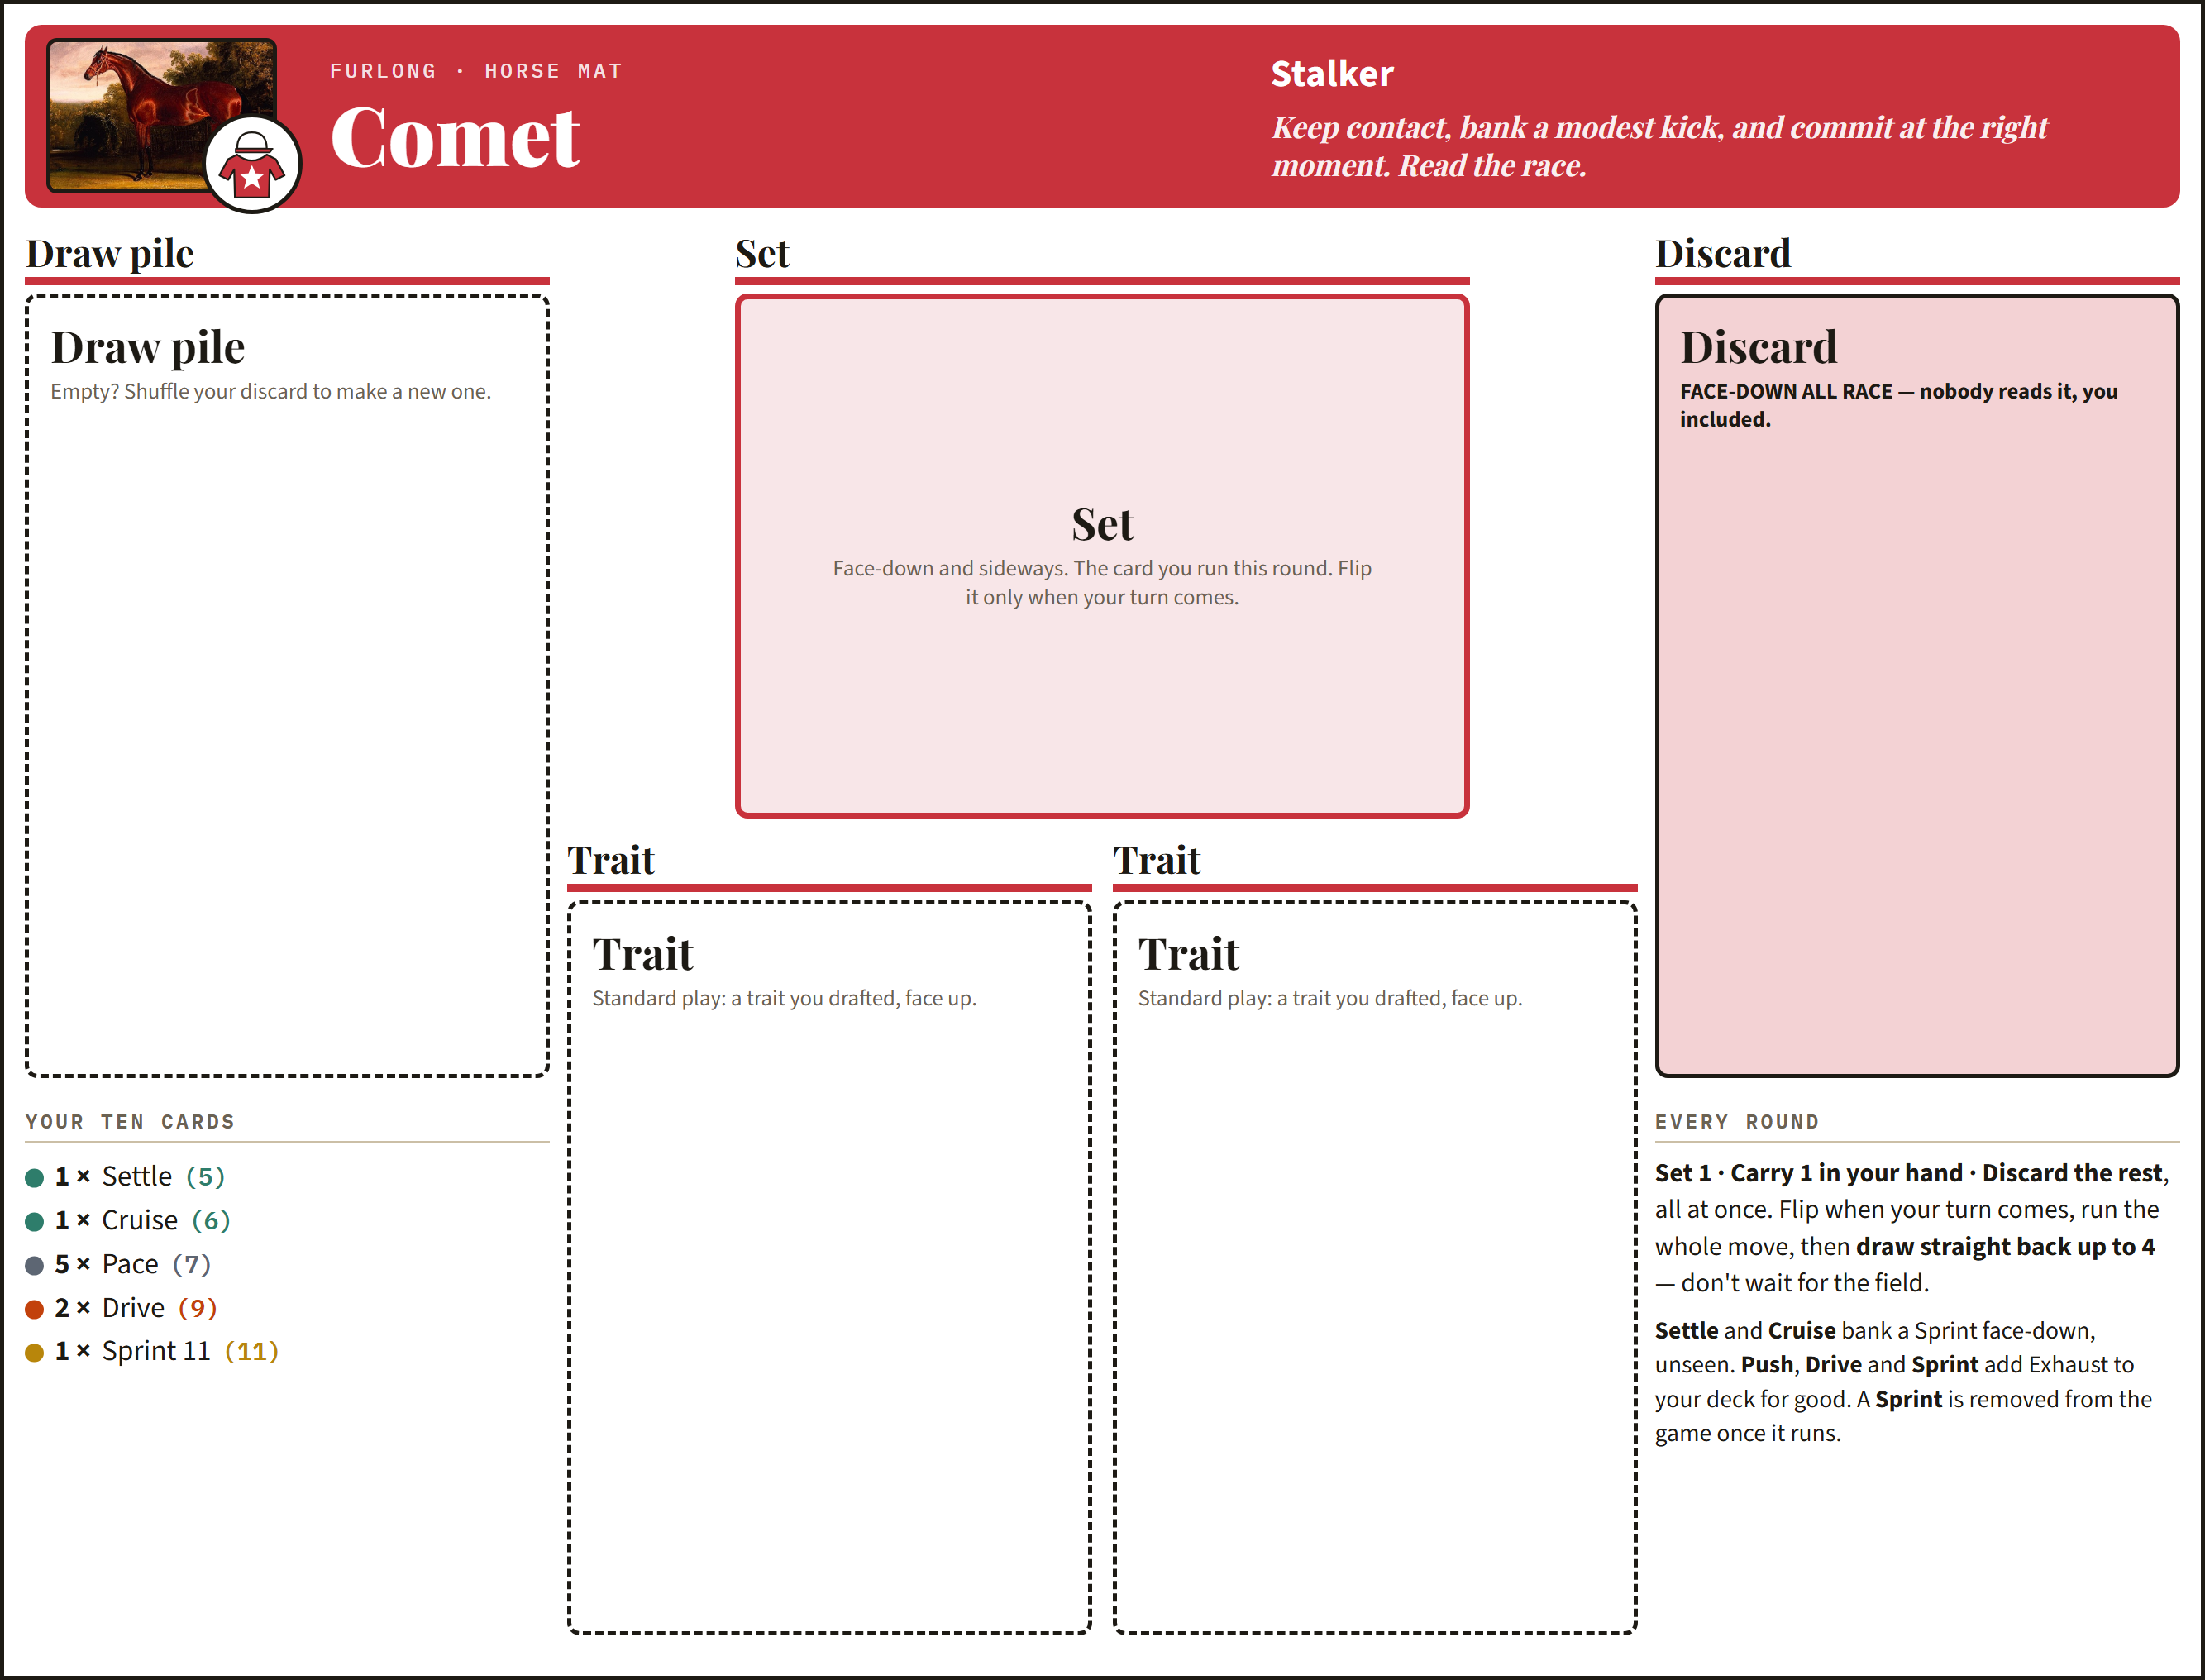 FURLONG · HORSE MAT
Comet
Stalker
Keep contact, bank a modest kick, and commit at the right
moment. Read the race.
Draw pile
Draw pile
Empty? Shuffle your discard to make a new one.
Set
Set
Face-down and sideways. The card you run this round. Flip
it only when your turn comes.
Discard
Discard
FACE-DOWN ALL RACE — nobody reads it, you
included.
Trait
Trait
Standard play: a trait you drafted, face up.
Trait
Trait
Standard play: a trait you drafted, face up.
YOUR TEN CARDS
1 × Settle (5)
1 × Cruise (6)
5 × Pace (7)
2 × Drive (9)
1 × Sprint 11 (11)
EVERY ROUND
Set 1 · Carry 1 in your hand · Discard the rest,
all at once. Flip when your turn comes, run the
whole move, then draw straight back up to 4
— don't wait for the field.
Settle and Cruise bank a Sprint face-down,
unseen. Push, Drive and Sprint add Exhaust to
your deck for good. A Sprint is removed from the
game once it runs.